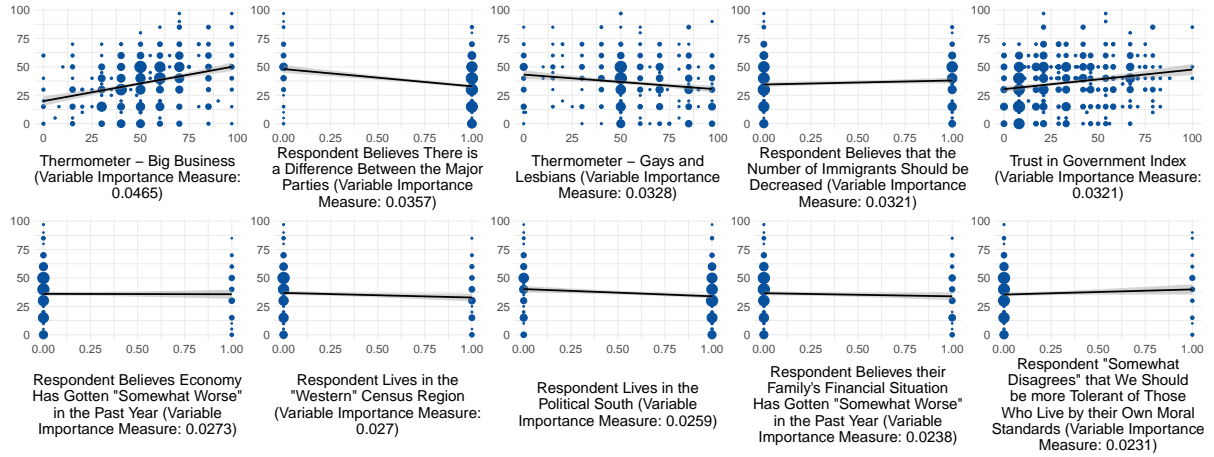 100
75
50
25
0
0 25 50 75 100
Thermometer – Big Business
(Variable Importance Measure:
0.0465)
0.00 0.25 0.50 0.75 1.00
Respondent Believes There is
a Difference Between the Major
Parties (Variable Importance
Measure: 0.0357)
100
75
50
25
0
0 25 50 75 100
Thermometer – Gays and
Lesbians (Variable Importance
Measure: 0.0328)
100
75
50
25
0
0.00 0.25 0.50 0.75 1.00
Respondent Believes that the
Number of Immigrants Should be
Decreased (Variable Importance
Measure: 0.0321)
100
75
50
25
0
0 25 50 75 100
Trust in Government Index
(Variable Importance Measure:
0.0321)
100
75
50
25
0
100
75
50
25
0
0.00 0.25 0.50 0.75 1.00
Respondent Believes Economy
Has Gotten "Somewhat Worse"
in the Past Year (Variable
Importance Measure: 0.0273)
100
75
50
25
0
0.00 0.25 0.50 0.75 1.00
Respondent Lives in the
"Western" Census Region
(Variable Importance Measure:
0.027)
100
75
50
25
0
0.00 0.25 0.50 0.75 1.00
Respondent Lives in the
Political South (Variable
Importance Measure: 0.0259)
100
75
50
25
0
0.00 0.25 0.50 0.75 1.00
Respondent Believes their
Family's Financial Situation
Has Gotten "Somewhat Worse"
in the Past Year (Variable
Importance Measure: 0.0238)
100
75
50
25
0
0.00 0.25 0.50 0.75 1.00
Respondent "Somewhat
Disagrees" that We Should
be more Tolerant of Those
Who Live by their Own Moral
Standards (Variable Importance
Measure: 0.0231)